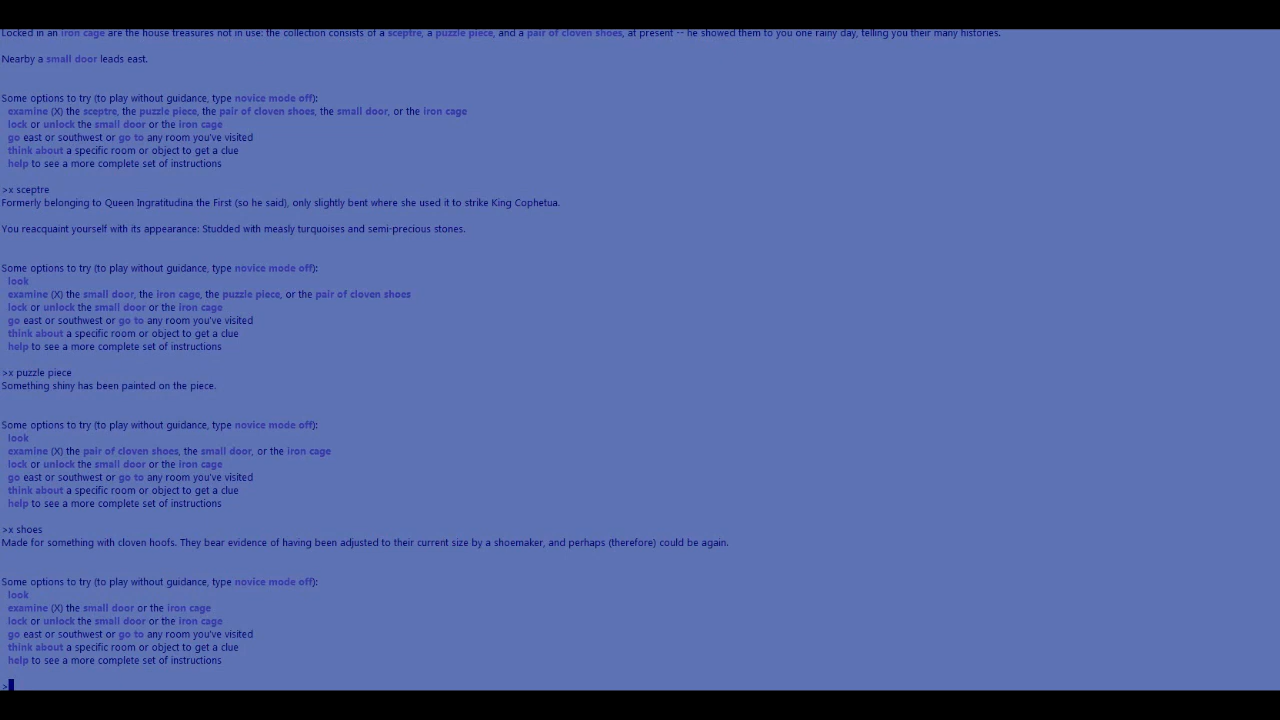 Locked in an iron cage are the house treasures not in use: the collection consists of a sceptre, a puzzle piece, and a pair of cloven shoes, at present -- he showed them to you one rainy day, telling you their many histories.
Nearby a small door leads east.
Some options to try (to play without guidance, type novice mode off):
examine (X) the sceptre, the puzzle piece, the pair of cloven shoes, the small door, or the iron cage
lock or unlock the small door or the iron cage
go east or southwest or go to any room you've visited
think about a specific room or object to get a clue
help to see a more complete set of instructions
>x sceptre
Formerly belonging to Queen Ingratitudina the First (so he said), only slightly bent where she used it to strike King Cophetua.
You reacquaint yourself with its appearance: Studded with measly turquoises and semi-precious stones.
Some options to try (to play without guidance, type novice mode off):
look
examine (X) the small door, the iron cage, the puzzle piece, or the pair of cloven shoes
lock or unlock the small door or the iron cage
go east or southwest or go to any room you've visited
think about a specific room or object to get a clue
help to see a more complete set of instructions
>x puzzle piece
Something shiny has been painted on the piece.
Some options to try (to play without guidance, type novice mode off):
look
examine (X) the pair of cloven shoes, the small door, or the iron cage
lock or unlock the small door or the iron cage
go east or southwest or go to any room you've visited
think about a specific room or object to get a clue
help to see a more complete set of instructions
>x shoes
Made for something with cloven hoofs. They bear evidence of having been adjusted to their current size by a shoemaker, and perhaps (therefore) could be again.
Some options to try (to play without guidance, type novice mode off):
look
examine (X) the small door or the iron cage
lock or unlock the small door or the iron cage
go east or southwest or go to any room you've visited
think about a specific room or object to get a clue
help to see a more complete set of instructions
>